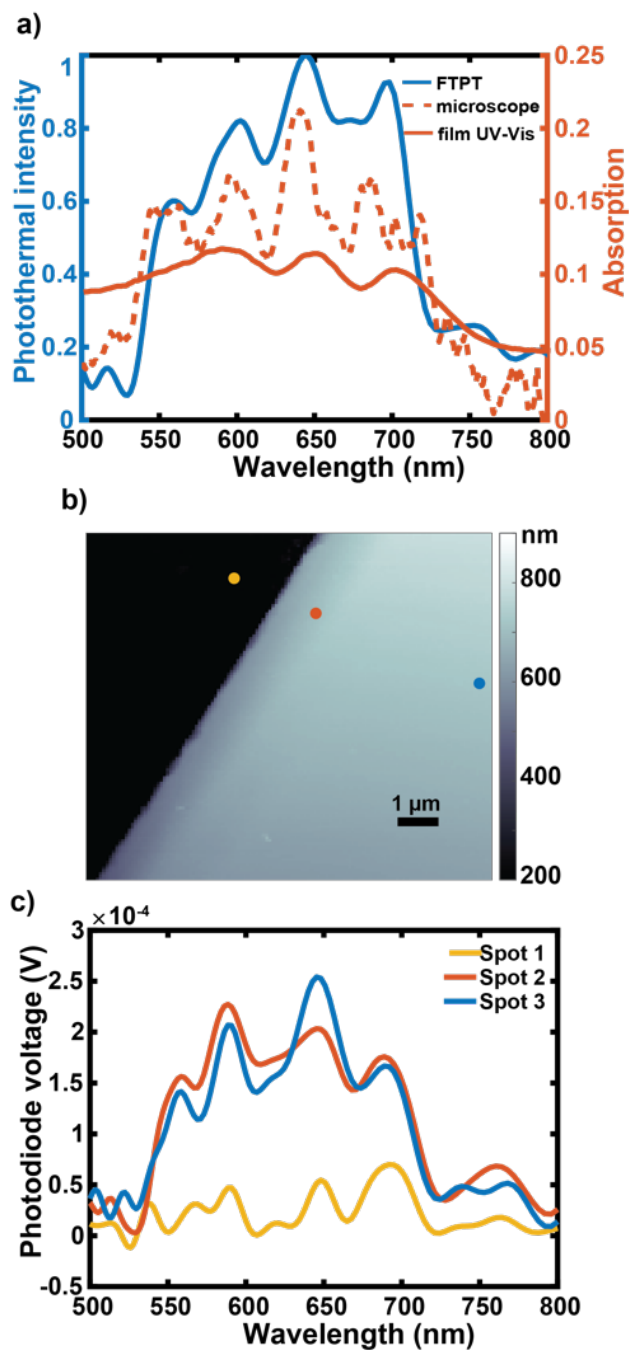 a)
1
0.8
0.6
0.4
0.2
0
Photothermal intensity
FTPT
microscope
film UV-Vis
0.25
0.2
0.15
0.1
0.05
0
Absorption
500 550 600 650 700 750 800
Wavelength (nm)
b)
nm
800
600
400
200
1 µm
c)
×10-4
3
2.5
2
1.5
1
0.5
0
-0.5
Photodiode voltage (V)
Spot 1
Spot 2
Spot 3
500 550 600 650 700 750 800
Wavelength (nm)